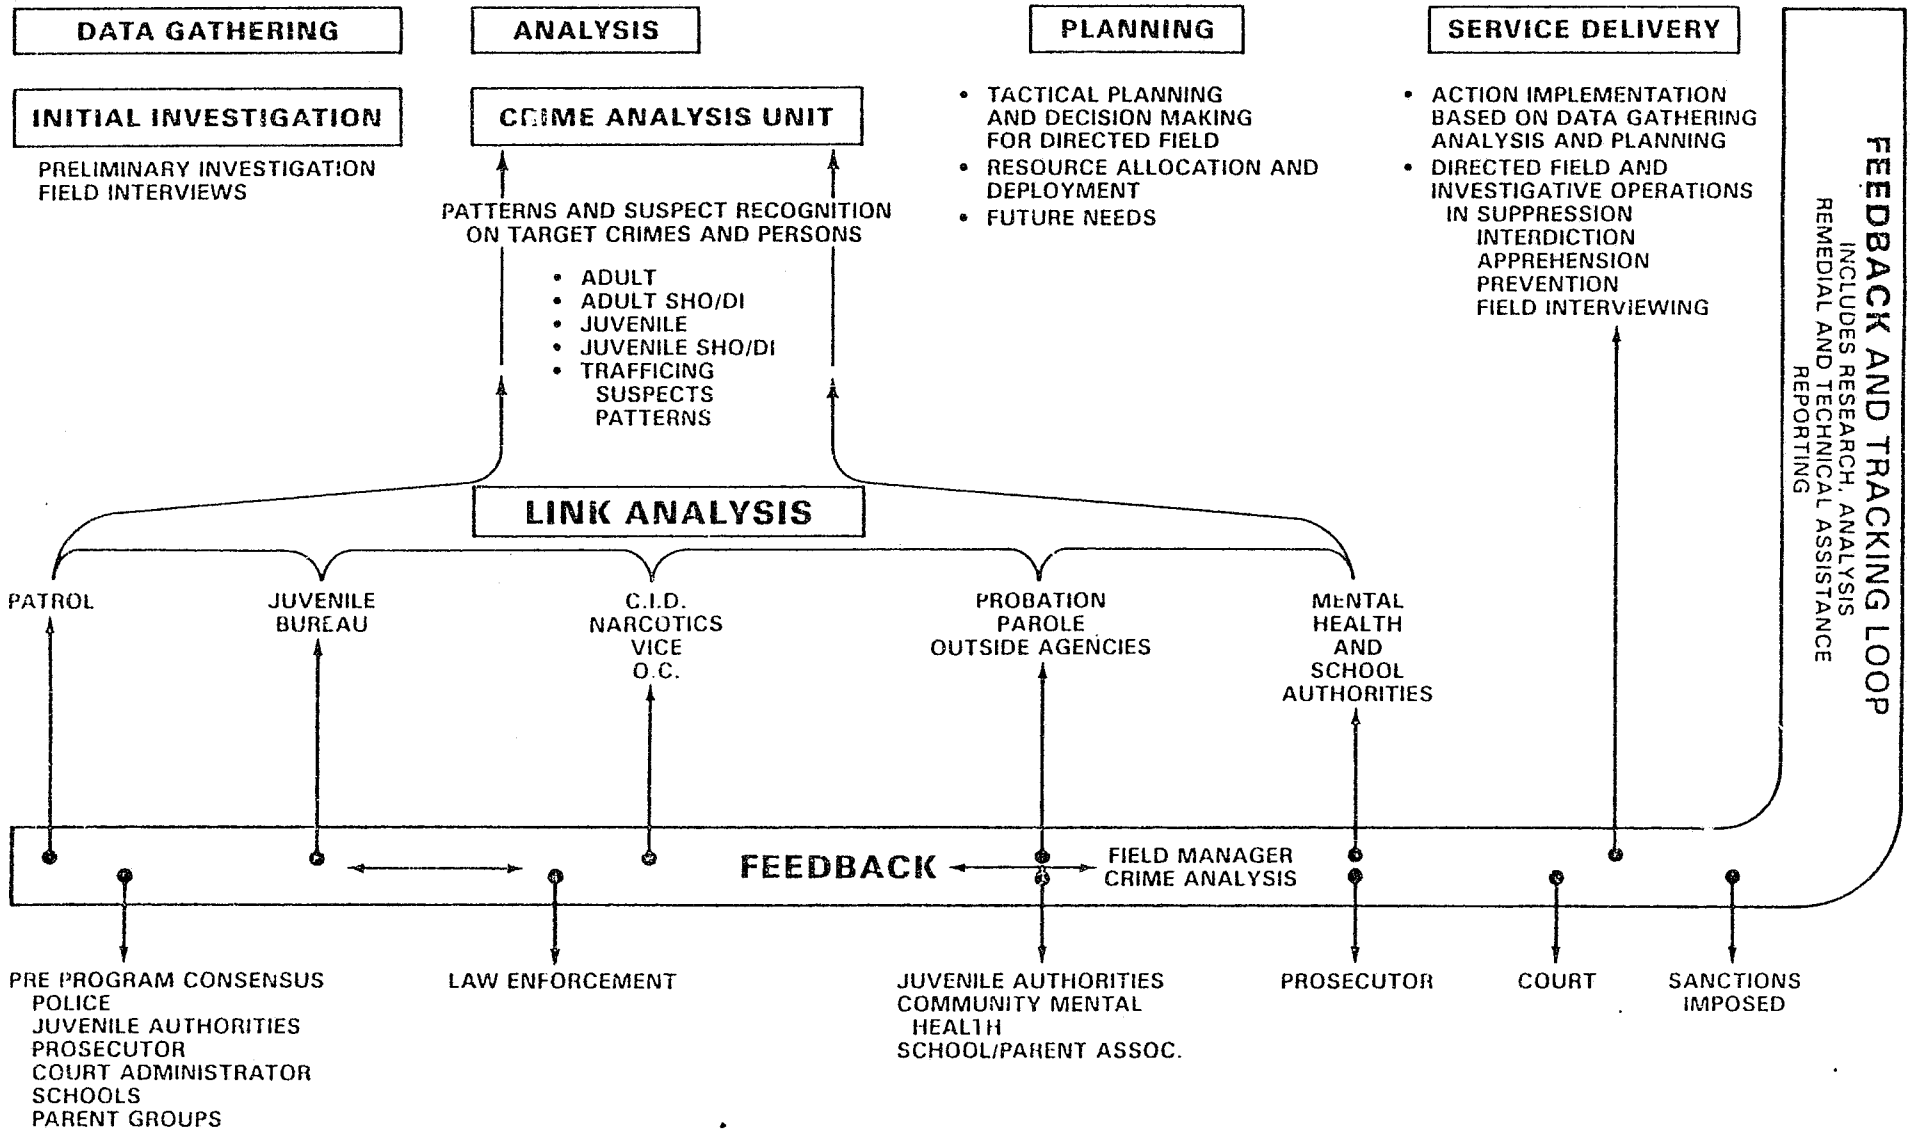 DATA GATHERING
INITIAL INVESTIGATION
PRELIMINARY INVESTIGATION
FIELD INTERVIEWS
ANALYSIS
CRIME ANALYSIS UNIT
PATTERNS AND SUSPECT RECOGNITION
ON TARGET CRIMES AND PERSONS
• ADULT
• ADULT SHO/DI
• JUVENILE
• JUVENILE SHO/DI
• TRAFFICING
SUSPECTS
PATTERNS
PLANNING
• TACTICAL PLANNING
AND DECISION MAKING
FOR DIRECTED FIELD
• RESOURCE ALLOCATION AND
DEPLOYMENT
• FUTURE NEEDS
SERVICE DELIVERY
• ACTION IMPLEMENTATION
BASED ON DATA GATHERING
ANALYSIS AND PLANNING
• DIRECTED FIELD AND
INVESTIGATIVE OPERATIONS
IN SUPPRESSION
INTERDICTION
APPREHENSION
PREVENTION
FIELD INTERVIEWING
FEEDBACK AND TRACKING LOOP
INCLUDES RESEARCH, ANALYSIS
REMEDIAL AND TECHNICAL ASSISTANCE
REPORTING
LINK ANALYSIS
PATROL
JUVENILE
BUREAU
C.I.D.
NARCOTICS
VICE
O.C.
PROBATION
PAROLE
OUTSIDE AGENCIES
MENTAL
HEALTH
AND
SCHOOL
AUTHORITIES
FEEDBACK
FIELD MANAGER
CRIME ANALYSIS
PRE PROGRAM CONSENSUS
POLICE
JUVENILE AUTHORITIES
PROSECUTOR
COURT ADMINISTRATOR
SCHOOLS
PARENT GROUPS
LAW ENFORCEMENT
JUVENILE AUTHORITIES
COMMUNITY MENTAL
HEALTH
SCHOOL/PARENT ASSOC.
PROSECUTOR
COURT
SANCTIONS
IMPOSED